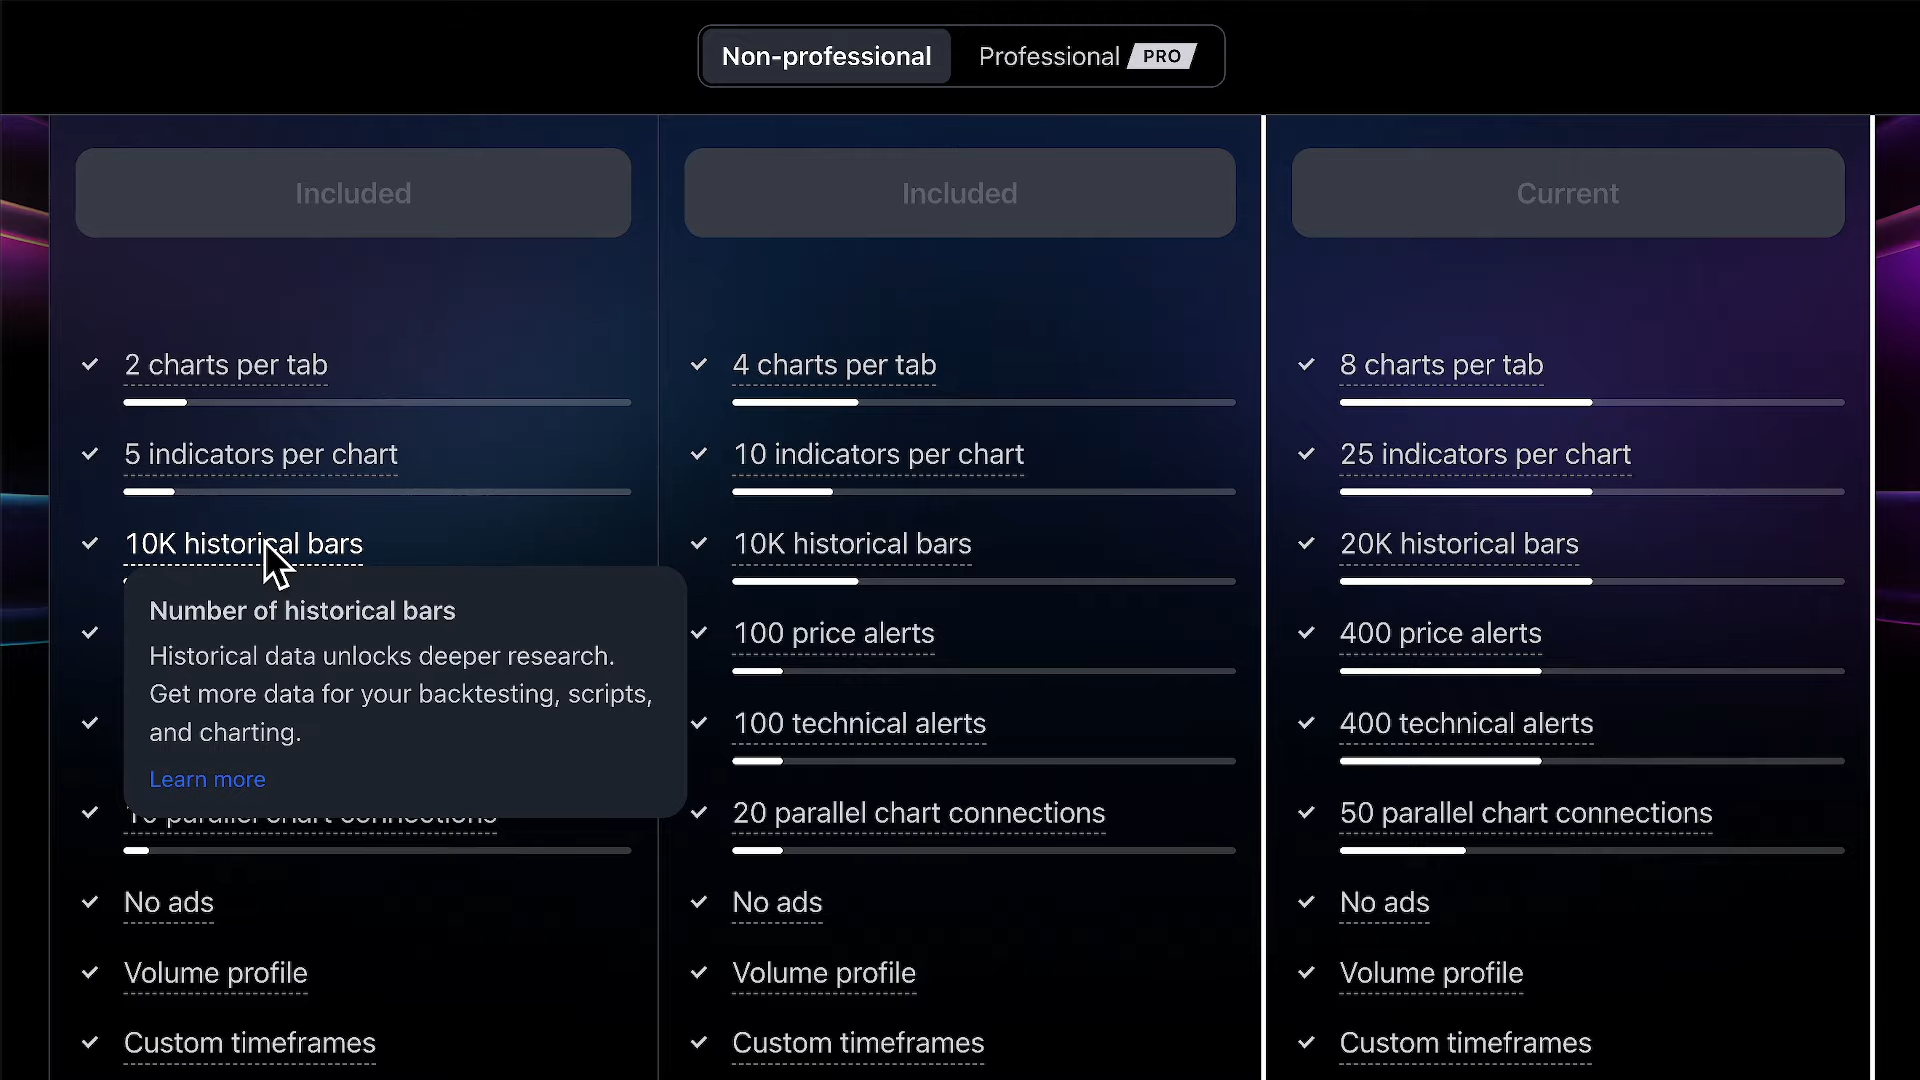 Non-professional
Professional PRO
Included
2 charts per tab
5 indicators per chart
10K historical bars
Number of historical bars
Historical data unlocks deeper research.
Get more data for your backtesting, scripts,
and charting.
Learn more
10 parallel chart connections
No ads
Volume profile
Custom timeframes
Included
4 charts per tab
10 indicators per chart
10K historical bars
100 price alerts
100 technical alerts
20 parallel chart connections
No ads
Volume profile
Custom timeframes
Current
8 charts per tab
25 indicators per chart
20K historical bars
400 price alerts
400 technical alerts
50 parallel chart connections
No ads
Volume profile
Custom timeframes